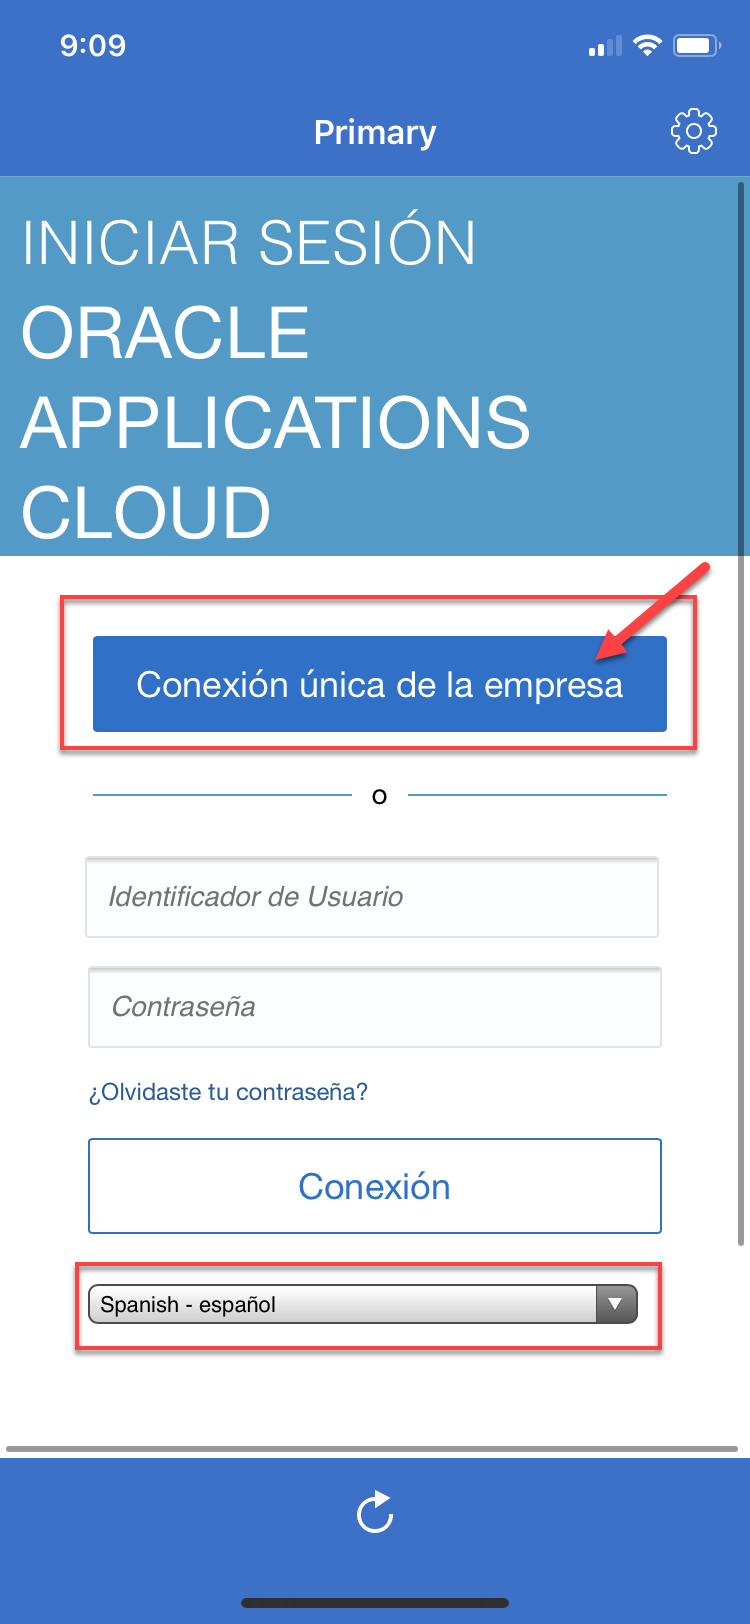 9:09
Primary
INICIAR SESIÓN
ORACLE
APPLICATIONS
CLOUD
Conexión única de la empresa
o
Identificador de Usuario
Contraseña
¿Olvidaste tu contraseña?
Conexión
Spanish - español